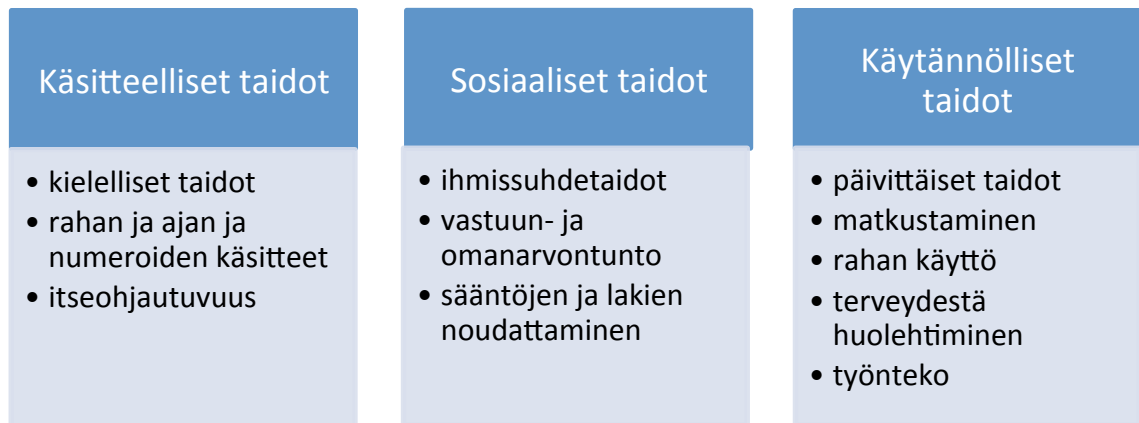 Käsitteelliset taidot
• kielelliset taidot
• rahan ja ajan ja
numeroiden käsitteet
• itseohjautuvuus
Sosiaaliset taidot
• ihmissuhdetaidot
• vastuun- ja
omanarvontunto
• sääntöjen ja lakien
noudattaminen
Käytännölliset
taidot
• päivittäiset taidot
• matkustaminen
• rahan käyttö
• terveydestä
huolehtiminen
• työnteko